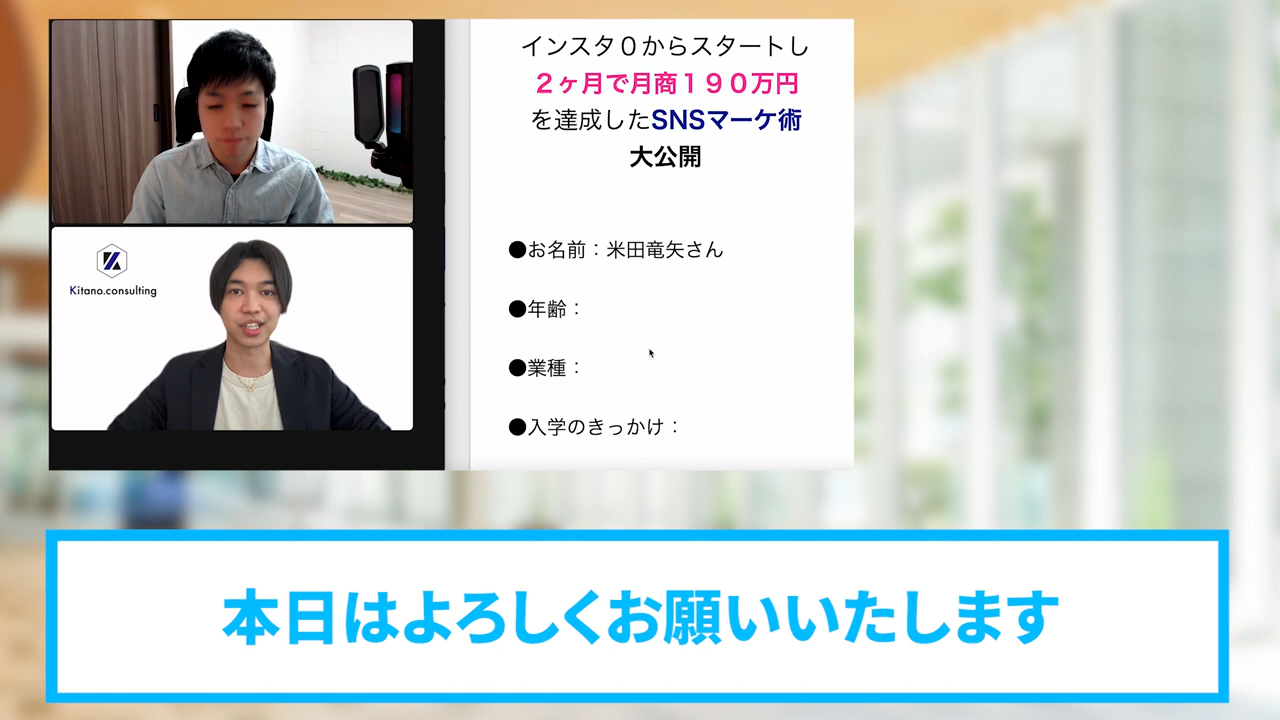 インスタ０からスタートし
２ヶ月で月商１９０万円
を達成したSNSマーケ術
大公開
●お名前：米田竜矢さん
●年齢：
●業種：
●入学のきっかけ：
Kitano.consulting
本日はよろしくお願いいたします